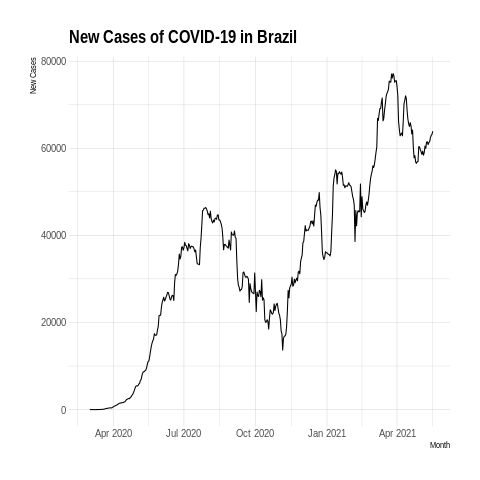 New Cases of COVID-19 in Brazil
New Cases
80000
60000
40000
20000
0
Apr 2020 Jul 2020 Oct 2020 Jan 2021 Apr 2021
Month